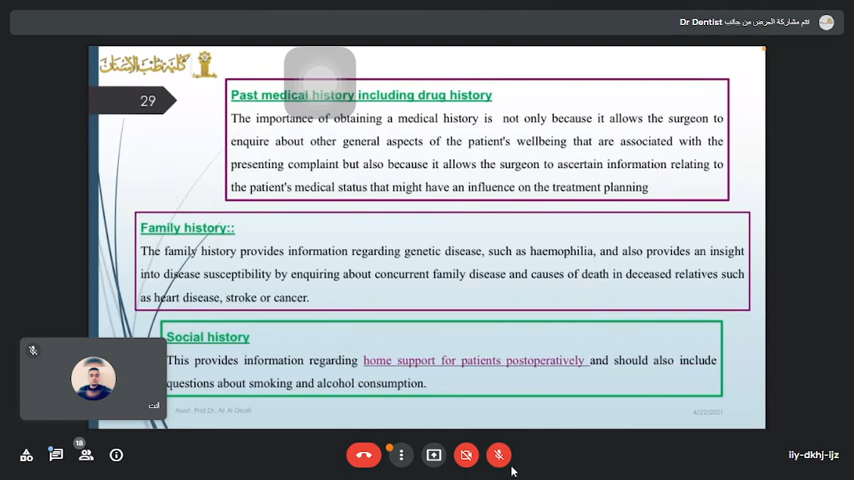 تتم مشاركة العرض من جانب Dr Dentist
كلية طب الأسنان
29
Past medical history including drug history
The importance of obtaining a medical history is not only because it allows the surgeon to
enquire about other general aspects of the patient's wellbeing that are associated with the
presenting complaint but also because it allows the surgeon to ascertain information relating to
the patient's medical status that might have an influence on the treatment planning
Family history::
The family history provides information regarding genetic disease, such as haemophilia, and also provides an insight
into disease susceptibility by enquiring about concurrent family disease and causes of death in deceased relatives such
as heart disease, stroke or cancer.
Social history
This provides information regarding home support for patients postoperatively and should also include
questions about smoking and alcohol consumption.
أنت
Assist. Prof.Dr. Ali Al
4/22/2021
18
iiy-dkhj-ijz